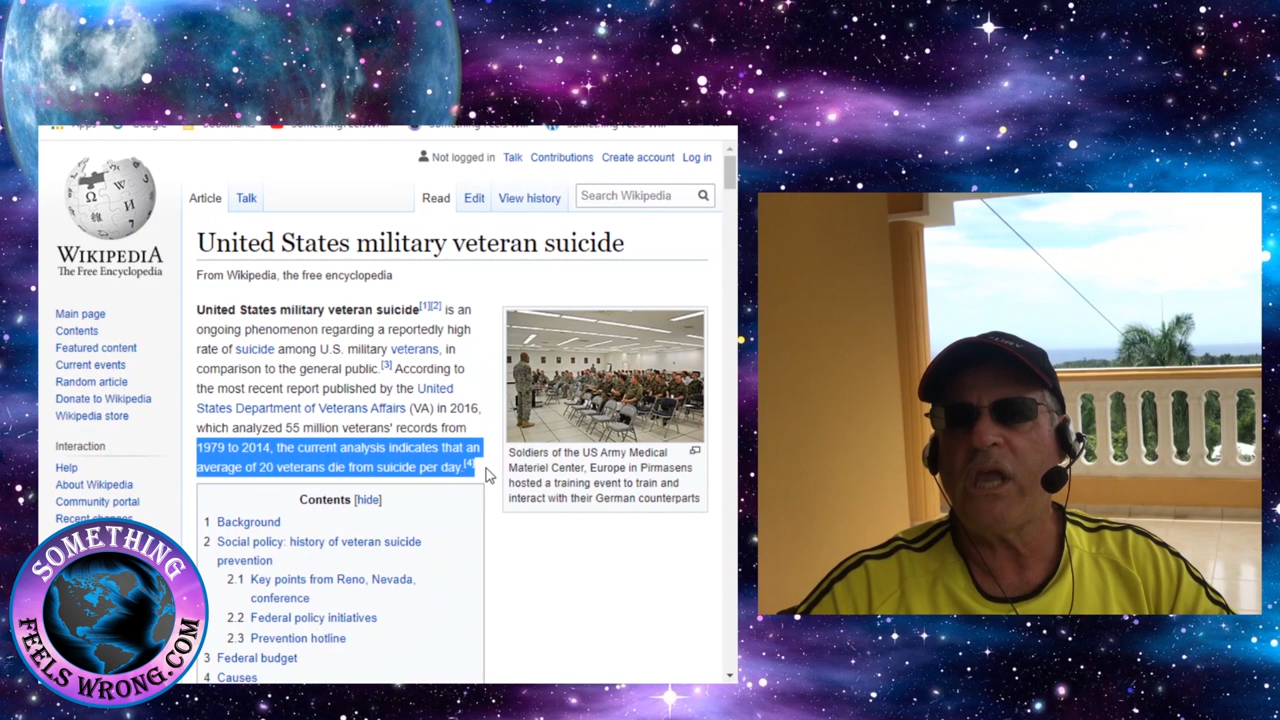 Not logged in Talk Contributions Create account Log in
Article Talk Read Edit View history Search Wikipedia
WIKIPEDIA
The Free Encyclopedia
Main page
Contents
Featured content
Current events
Random article
Donate to Wikipedia
Wikipedia store
Interaction
Help
About Wikipedia
Community portal
Recent changes
United States military veteran suicide
From Wikipedia, the free encyclopedia
United States military veteran suicide[1][2] is an
ongoing phenomenon regarding a reportedly high
rate of suicide among U.S. military veterans, in
comparison to the general public.[3] According to
the most recent report published by the United
States Department of Veterans Affairs (VA) in 2016,
which analyzed 55 million veterans' records from
1979 to 2014, the current analysis indicates that an
average of 20 veterans die from suicide per day.[4]
Soldiers of the US Army Medical
Materiel Center, Europe in Pirmasens
hosted a training event to train and
interact with their German counterparts
Contents [hide]
1 Background
2 Social policy: history of veteran suicide
prevention
2.1 Key points from Reno, Nevada,
conference
2.2 Federal policy initiatives
2.3 Prevention hotline
3 Federal budget
4 Causes
SOMETHING
FEELS WRONG.COM